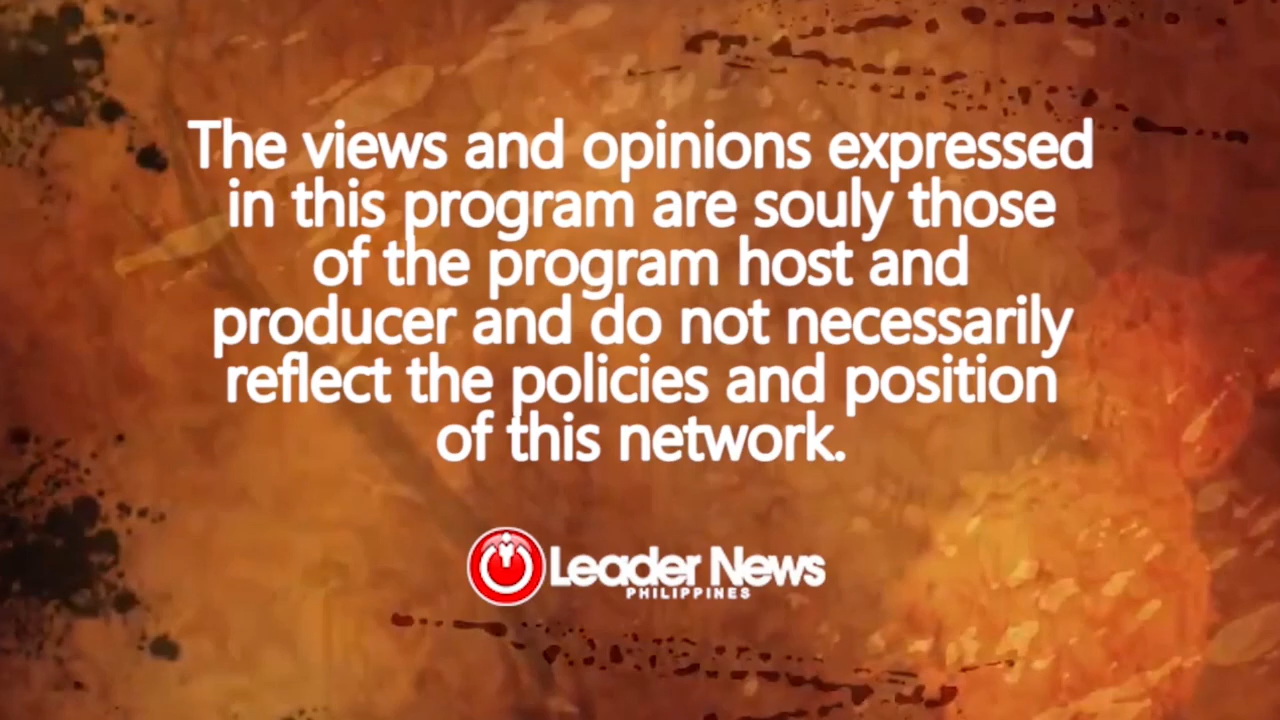 The views and opinions expressed
in this program are souly those
of the program host and
producer and do not necessarily
reflect the policies and position
of this network.
Leader News
PHILIPPINES